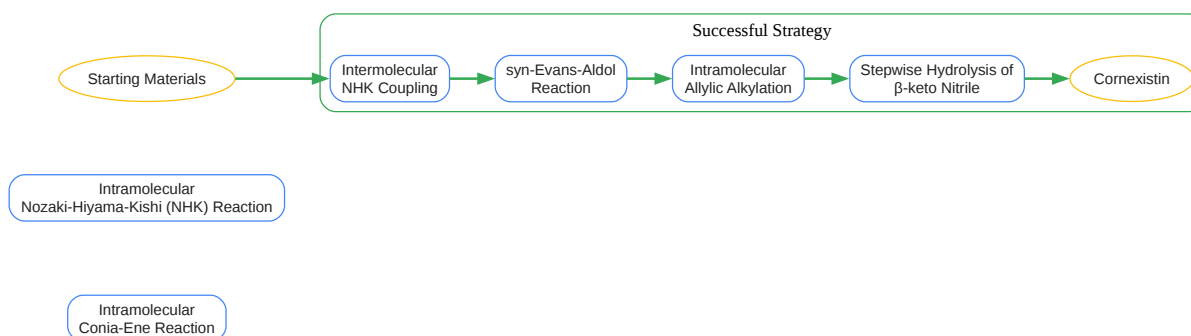 Successful Strategy
Starting Materials
Intermolecular
NHK Coupling
syn-Evans-Aldol
Reaction
Intramolecular
Allylic Alkylation
Stepwise Hydrolysis of
β-keto Nitrile
Cornexistin
Intramolecular
Nozaki-Hiyama-Kishi (NHK) Reaction
Intramolecular
Conia-Ene Reaction